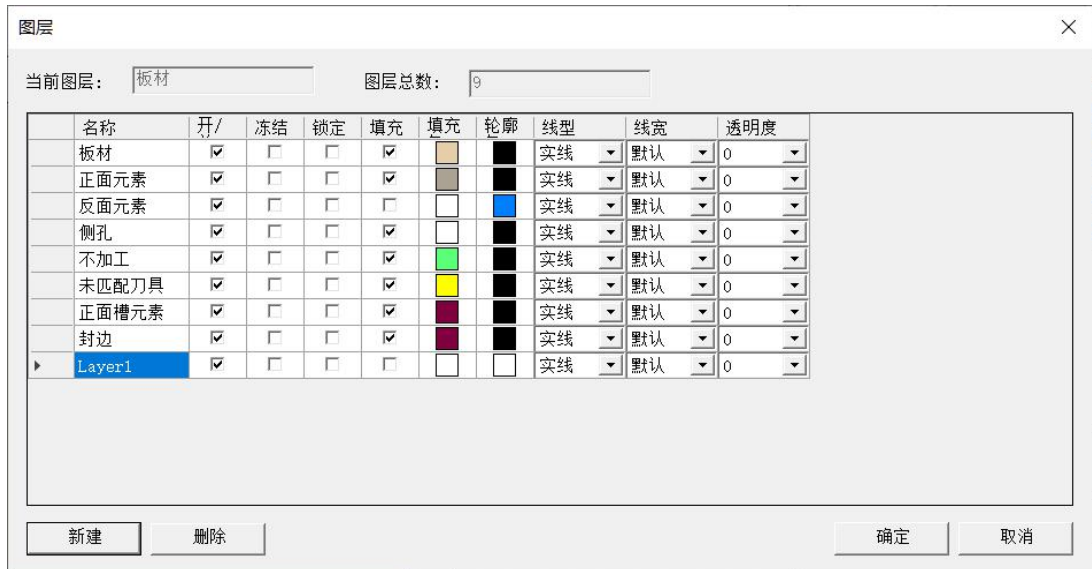 图层
当前图层: 板材 图层总数: 9
名称 开/ 冻结 锁定 填充 填充 轮廓 线型 线宽 透明度
板材 实线 默认 0
正面元素 实线 默认 0
反面元素 实线 默认 0
侧孔 实线 默认 0
不加工 实线 默认 0
未匹配刀具 实线 默认 0
正面槽元素 实线 默认 0
封边 实线 默认 0
Layer1 实线 默认 0
新建 删除 确定 取消